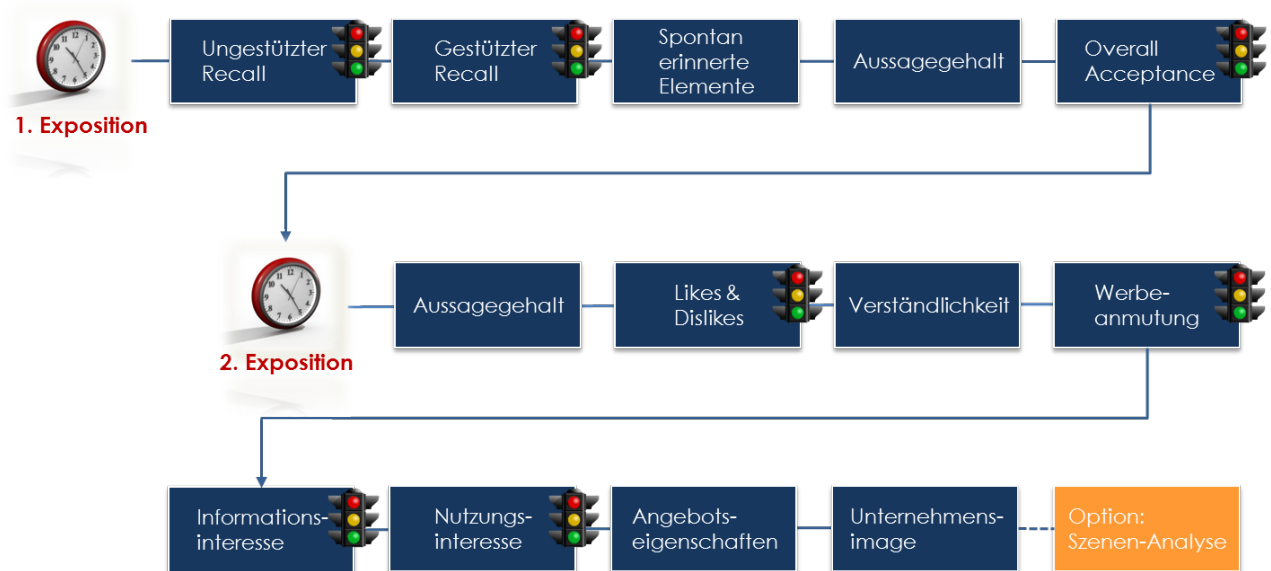 1. Exposition
Ungestützter
Recall
Gestützter
Recall
Spontan
erinnerte
Elemente
Aussagegehalt
Overall
Acceptance
2. Exposition
Aussagegehalt
Likes &
Dislikes
Verständlichkeit
Werbe-
anmutung
Informations-
interesse
Nutzungs-
interesse
Angebots-
eigenschaften
Unternehmens-
image
Option:
Szenen-Analyse